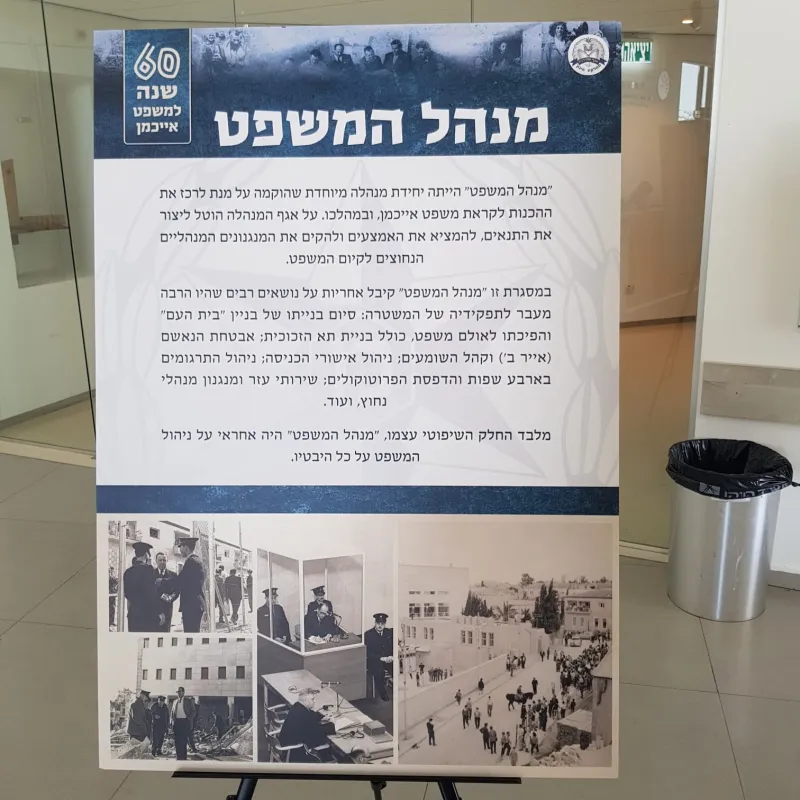 60
שנה
למשפט
אייכמן
יציאה
מנהל המשפט
"מנהל המשפט" הייתה יחידת מנהלה מיוחדת שהוקמה על מנת לרכז את
ההכנות לקראת משפט אייכמן, ובמהלכו. על אגף המנהלה הוטל ליצור
את התנאים, להמציא את האמצעים ולהקים את המנגנונים המנהליים
הנחוצים לקיום המשפט.
במסגרת זו "מנהל המשפט" קיבל אחריות על נושאים רבים שהיו הרבה
מעבר לתפקידיה של המשטרה: סיום בנייתו של בניין "בית העם"
והפיכתו לאולם משפט, כולל בניית תא הזכוכית; אבטחת הנאשם
(אייר ב') וקהל השומעים; ניהול אישורי הכניסה; ניהול התרגומים
בארבע שפות והדפסת הפרוטוקולים; שירותי עזר ומנגנון מנהלי
נחוץ, ועוד.
מלבד החלק השיפוטי עצמו, "מנהל המשפט" היה אחראי על ניהול
המשפט על כל היבטיו.